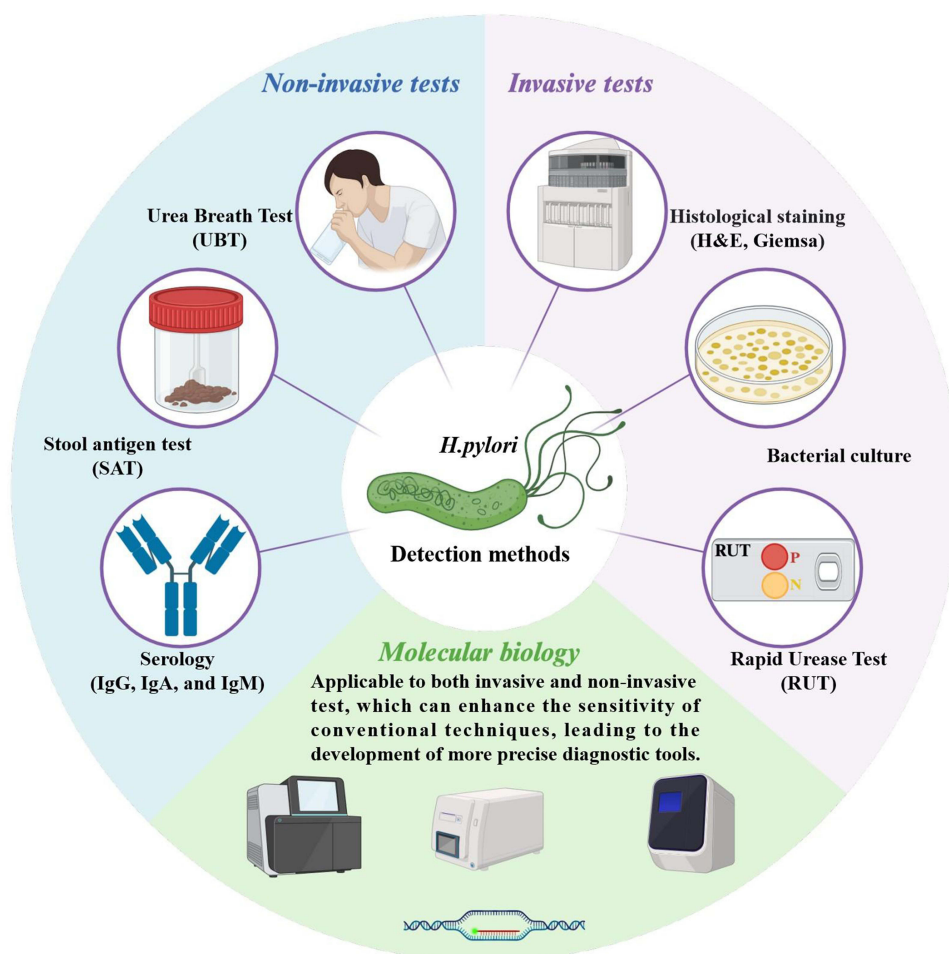 Non-invasive tests
Invasive tests
Urea Breath Test
(UBT)
Histological staining
(H&E, Giemsa)
Stool antigen test
(SAT)
H.pylori
Detection methods
Bacterial culture
RUT
P
N
Serology
(IgG, IgA, and IgM)
Rapid Urease Test
(RUT)
Molecular biology
Applicable to both invasive and non-invasive
test, which can enhance the sensitivity of
conventional techniques, leading to the
development of more precise diagnostic tools.